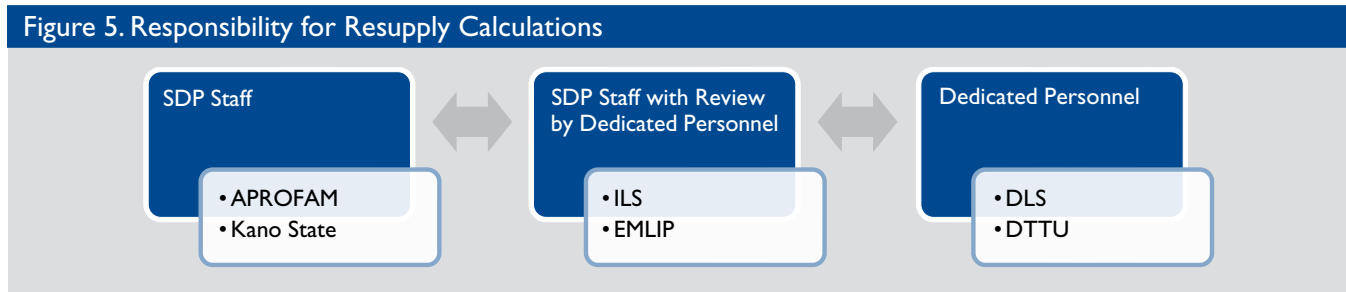 Figure 5. Responsibility for Resupply Calculations
SDP Staff
• APROFAM
• Kano State
SDP Staff with Review
by Dedicated Personnel
• ILS
• EMLIP
Dedicated Personnel
• DLS
• DTTU